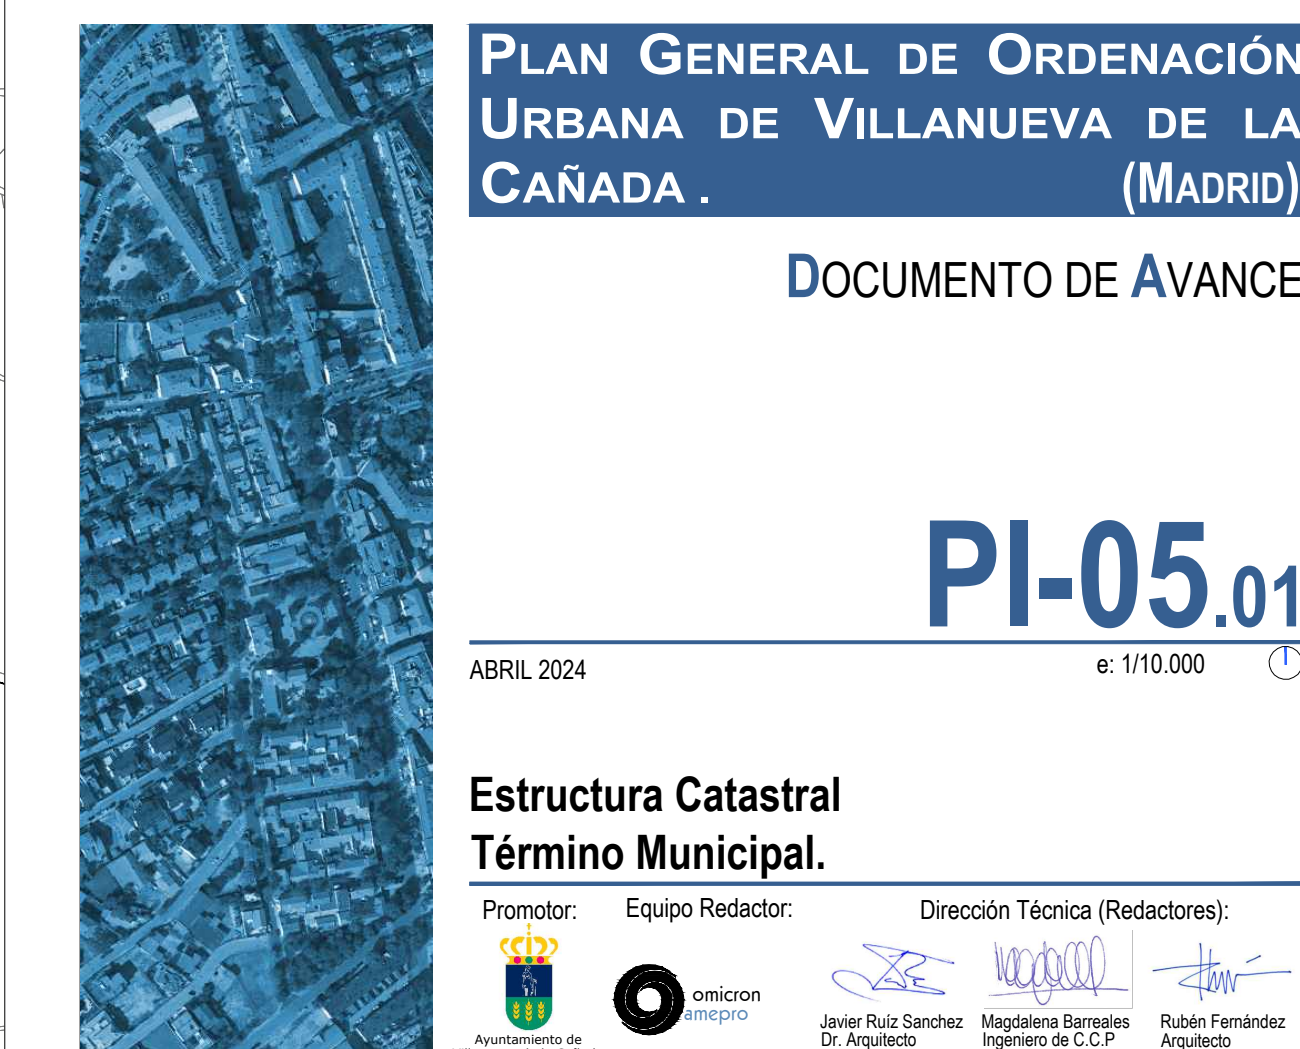 PLAN GENERAL DE ORDENACIÓN
URBANA DE VILLANUEVA DE LA
CAÑADA . (MADRID)
DOCUMENTO DE AVANCE
PI-05.01
ABRIL 2024
e: 1/10.000
Estructura Catastral
Término Municipal.
Promotor:
Equipo Redactor:
Dirección Técnica (Redactores):
omicron
amepro
Javier Ruíz Sanchez
Dr. Arquitecto
Magdalena Barreales
Ingeniero de C.C.P
Rubén Fernández
Arquitecto
Ayuntamiento de